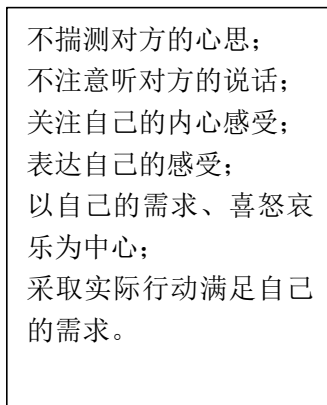 不揣测对方的心思；
不注意听对方的说话；
关注自己的内心感受；
表达自己的感受；
以自己的需求、喜怒哀
乐为中心；
采取实际行动满足自己
的需求。